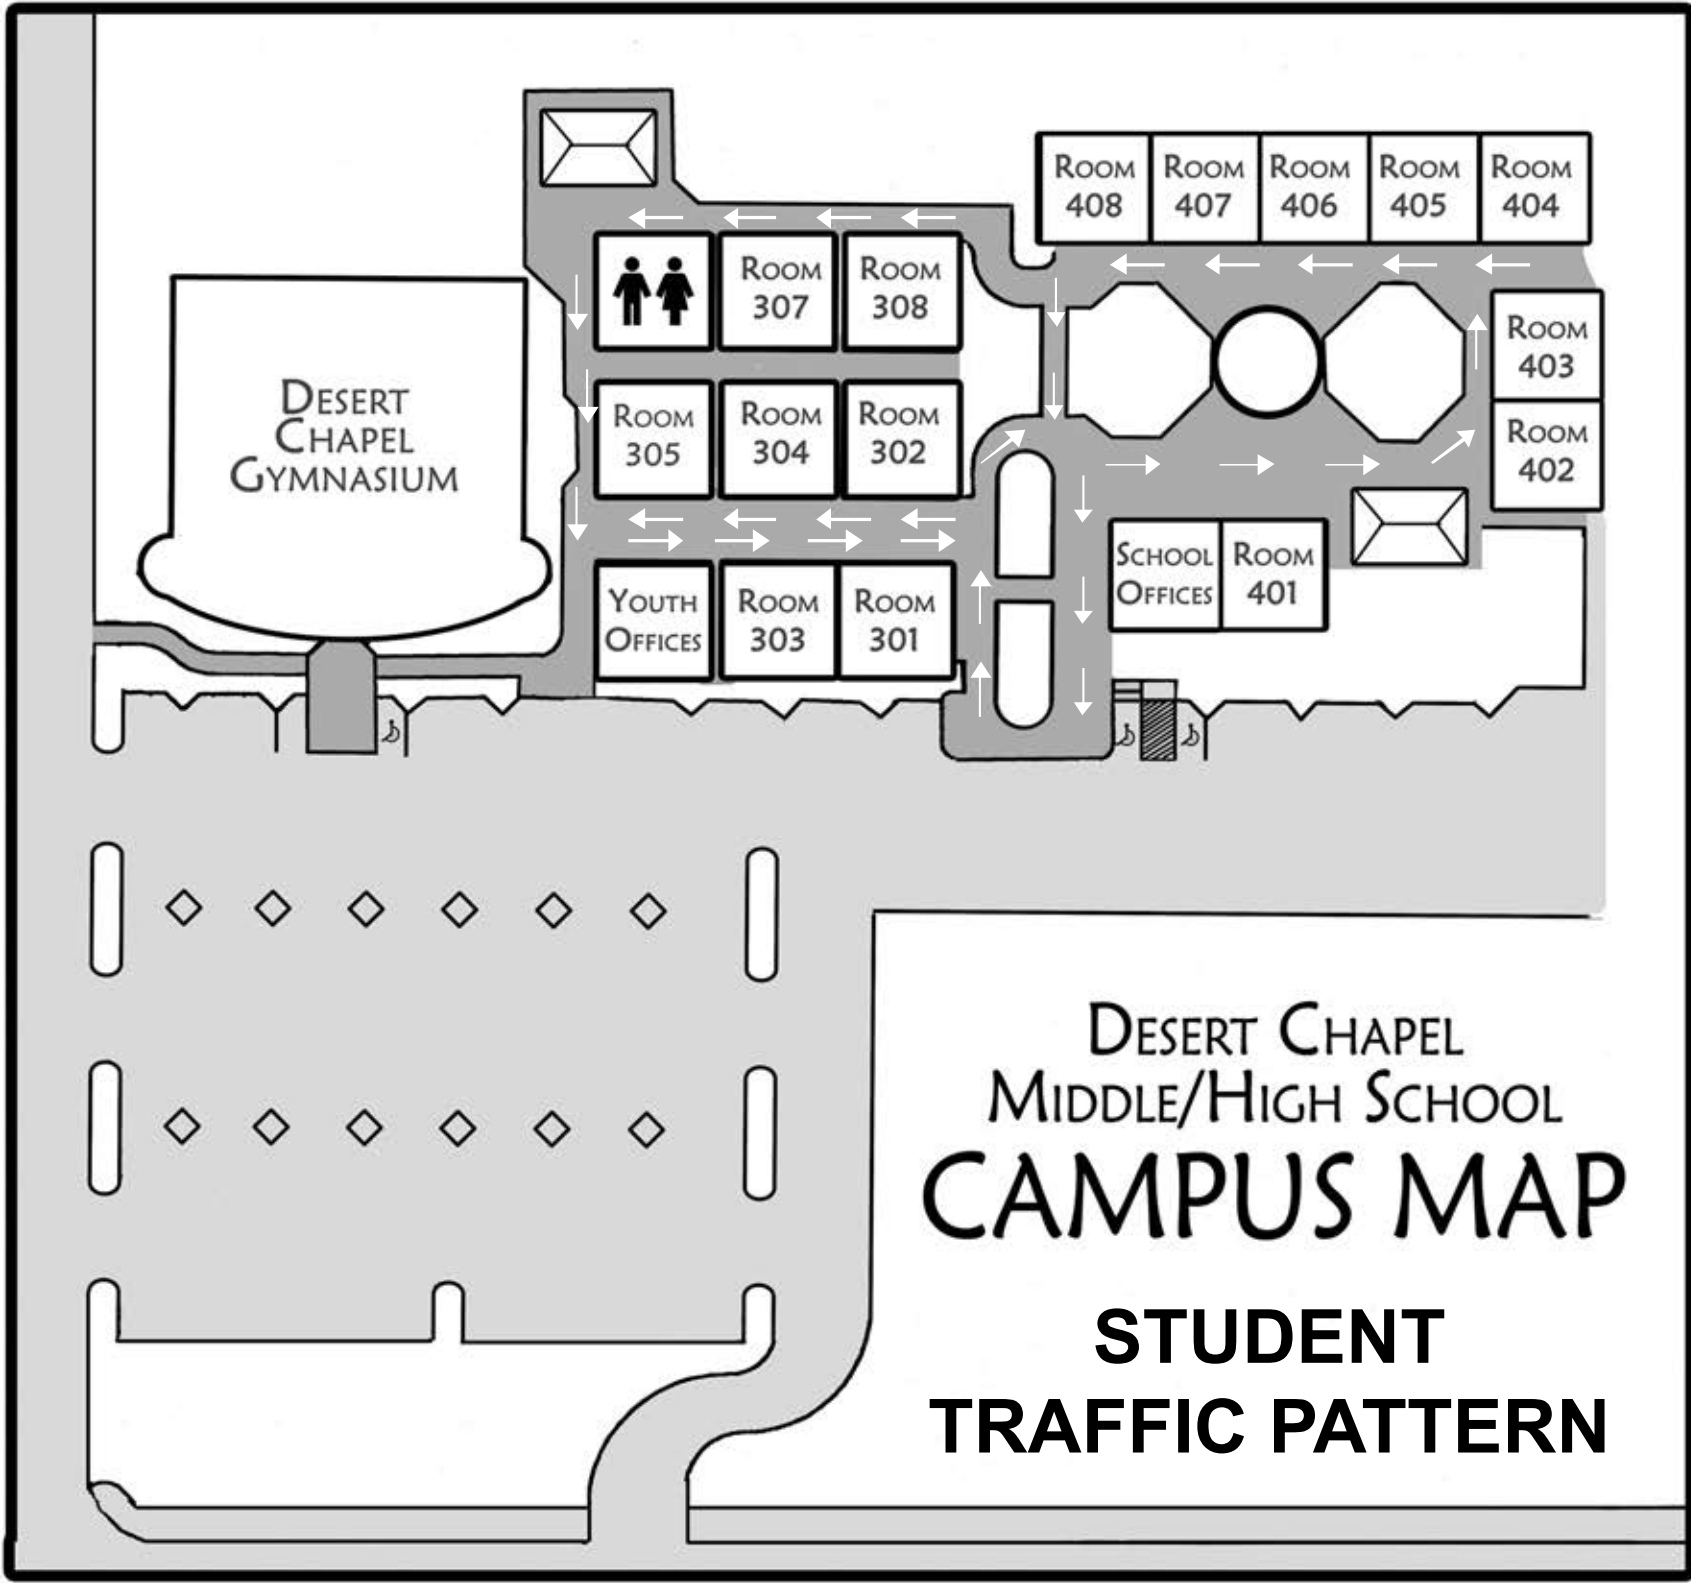 Room
408
Room
407
Room
406
Room
405
Room
404
Room
307
Room
308
Room
403
Desert
Chapel
Gymnasium
Room
305
Room
304
Room
302
Room
402
School
Offices
Room
401
Youth
Offices
Room
303
Room
301
Desert Chapel
Middle/High School
CAMPUS MAP
STUDENT
TRAFFIC PATTERN